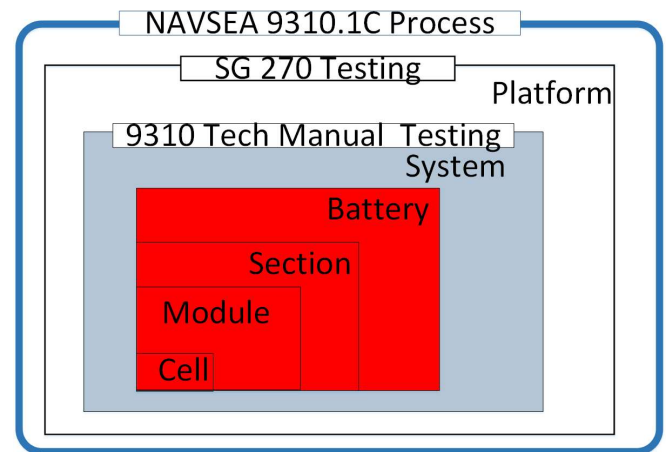 NAVSEA 9310.1C Process
SG 270 Testing
Platform
9310 Tech Manual Testing
System
Battery
Section
Module
Cell